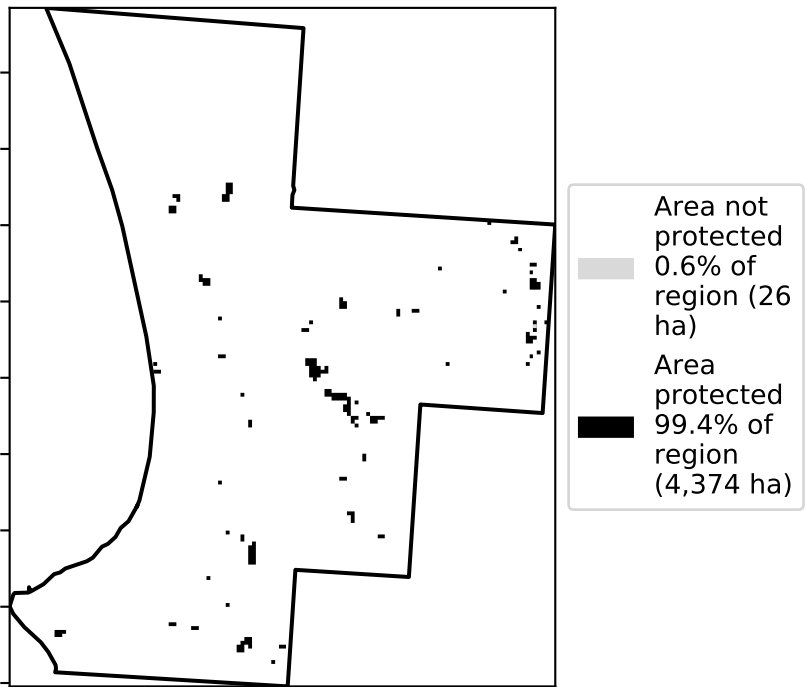 Area not
protected
0.6% of
region (26
ha)
Area
protected
99.4% of
region
(4,374 ha)